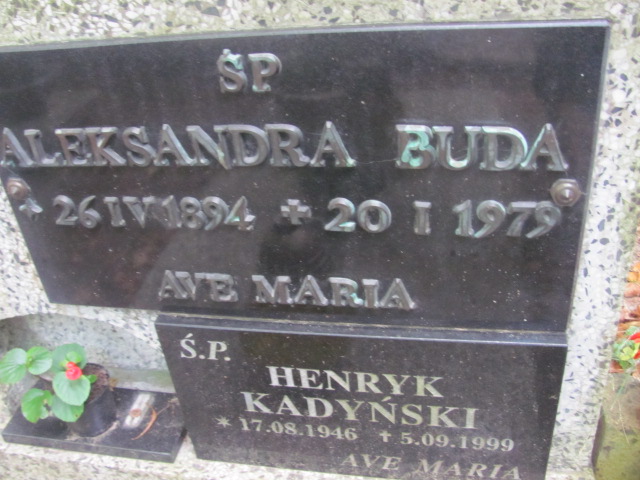 ŚP
ALEKSANDRA BUDA
* 26 IV 1894 + 20 I 1979
AVE MARIA
Ś.P.
HENRYK
KADYŃSKI
* 17.08.1946 + 5.09.1999
AVE MARIA